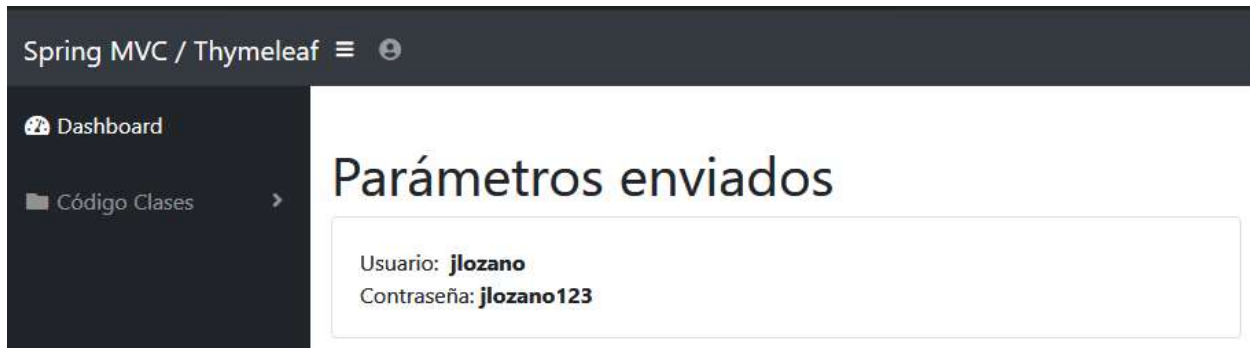 Spring MVC / Thymeleaf
Dashboard
Código Clases
Parámetros enviados
Usuario: jlozano
Contraseña: jlozano123